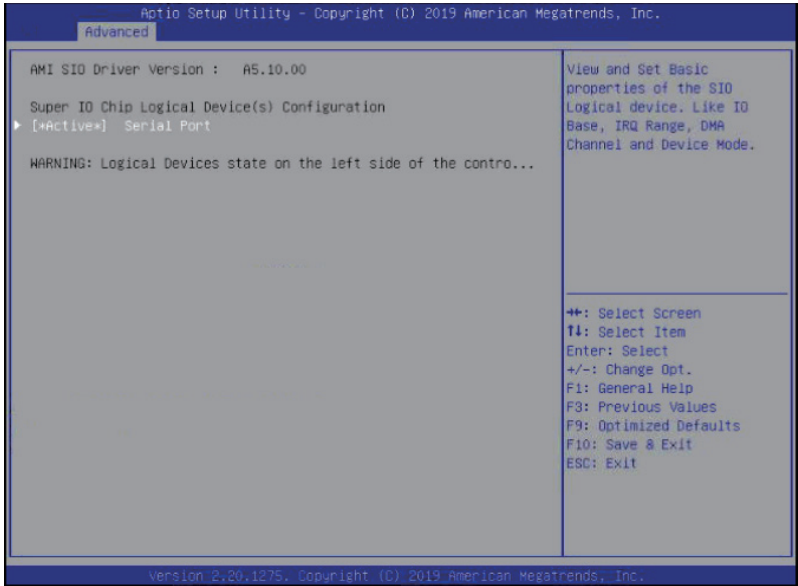 Aptio Setup Utility - Copyright (C) 2019 American Megatrends, Inc.
Advanced
AMI SIO Driver Version : A5.10.00
Super IO Chip Logical Device(s) Configuration
[*Active*] Serial Port
WARNING: Logical Devices state on the left side of the contro...
View and Set Basic
properties of the SIO
Logical device. Like IO
Base, IRQ Range, DMA
Channel and Device Mode.
→←: Select Screen
↑↓: Select Item
Enter: Select
+/-: Change Opt.
F1: General Help
F3: Previous Values
F9: Optimized Defaults
F10: Save & Exit
ESC: Exit
Version 2.20.1275. Copyright (C) 2019 American Megatrends, Inc.